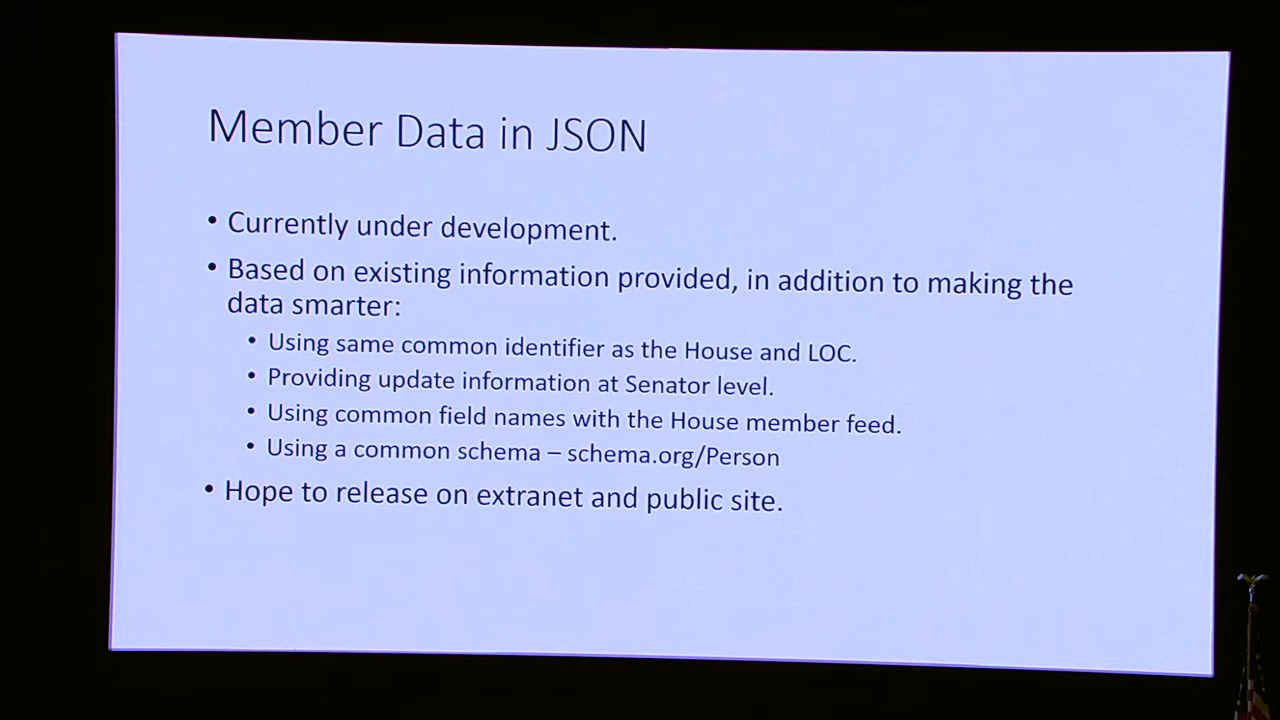 Member Data in JSON
• Currently under development.
• Based on existing information provided, in addition to making the
data smarter:
• Using same common identifier as the House and LOC.
• Providing update information at Senator level.
• Using common field names with the House member feed.
• Using a common schema – schema.org/Person
• Hope to release on extranet and public site.